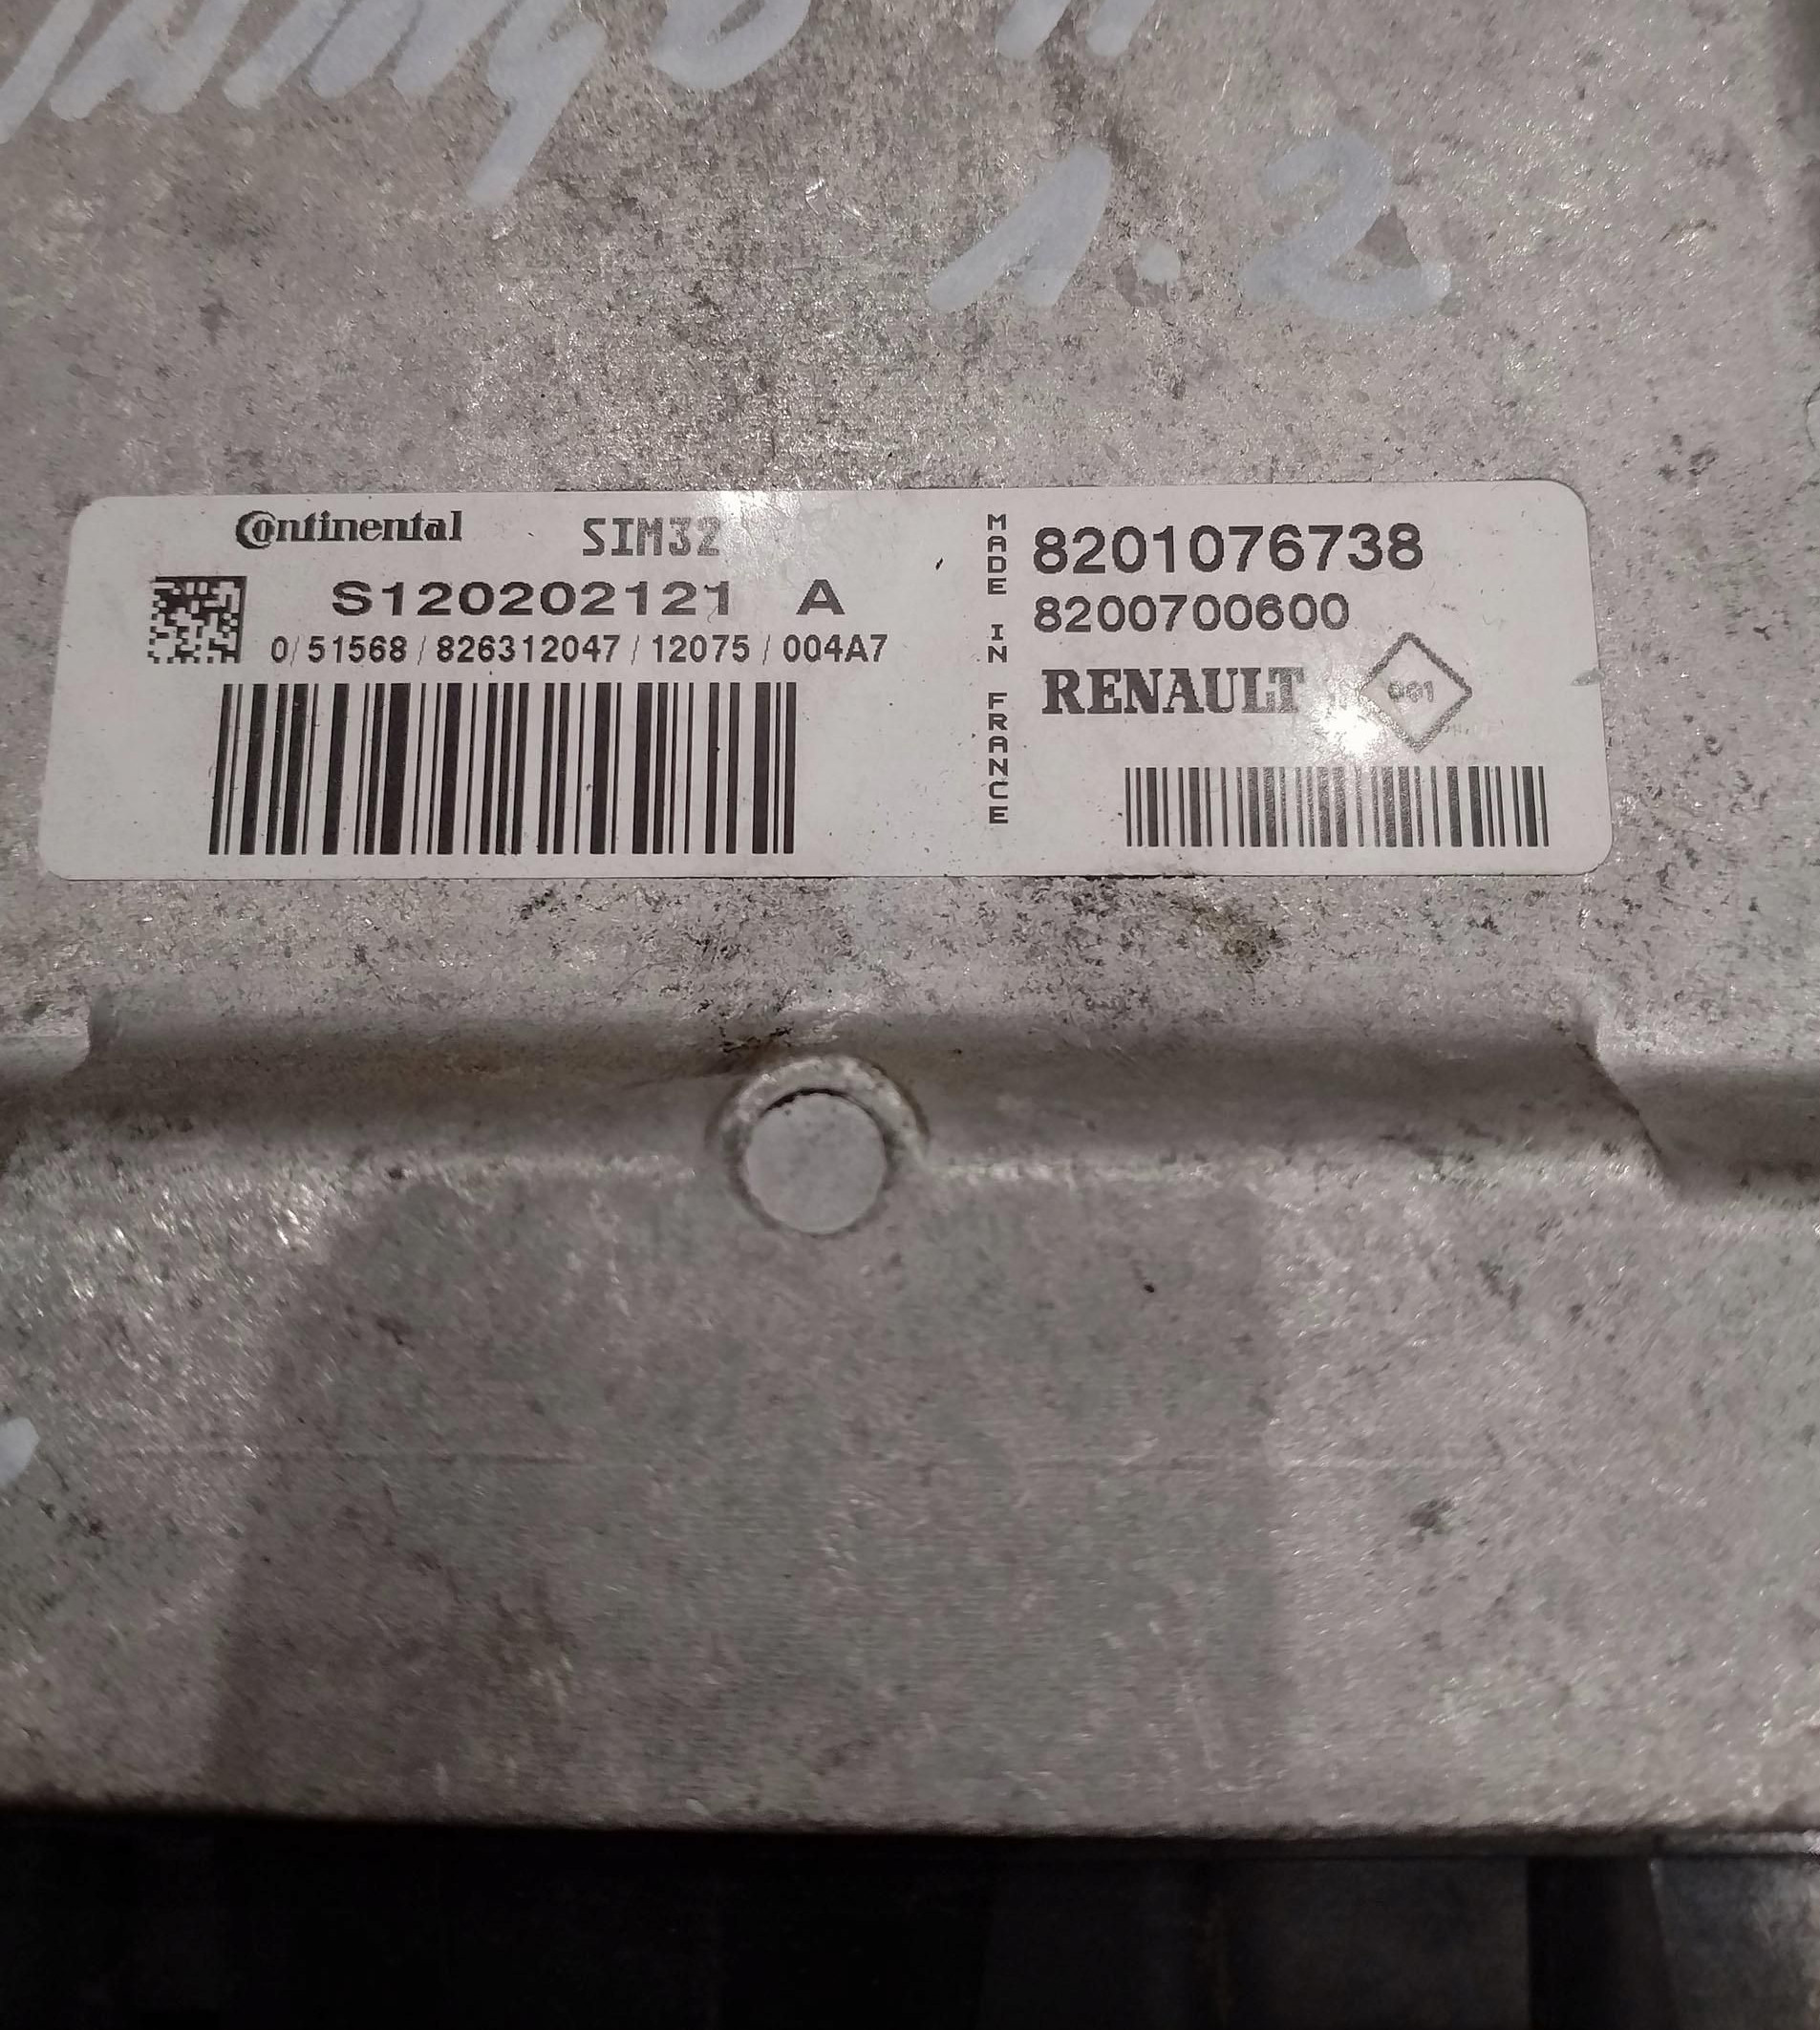 1.2
Continental SIM32
S120202121 A
0/51568/826312047/12075/004A7
MADE IN FRANCE
8201076738
8200700600
RENAULT